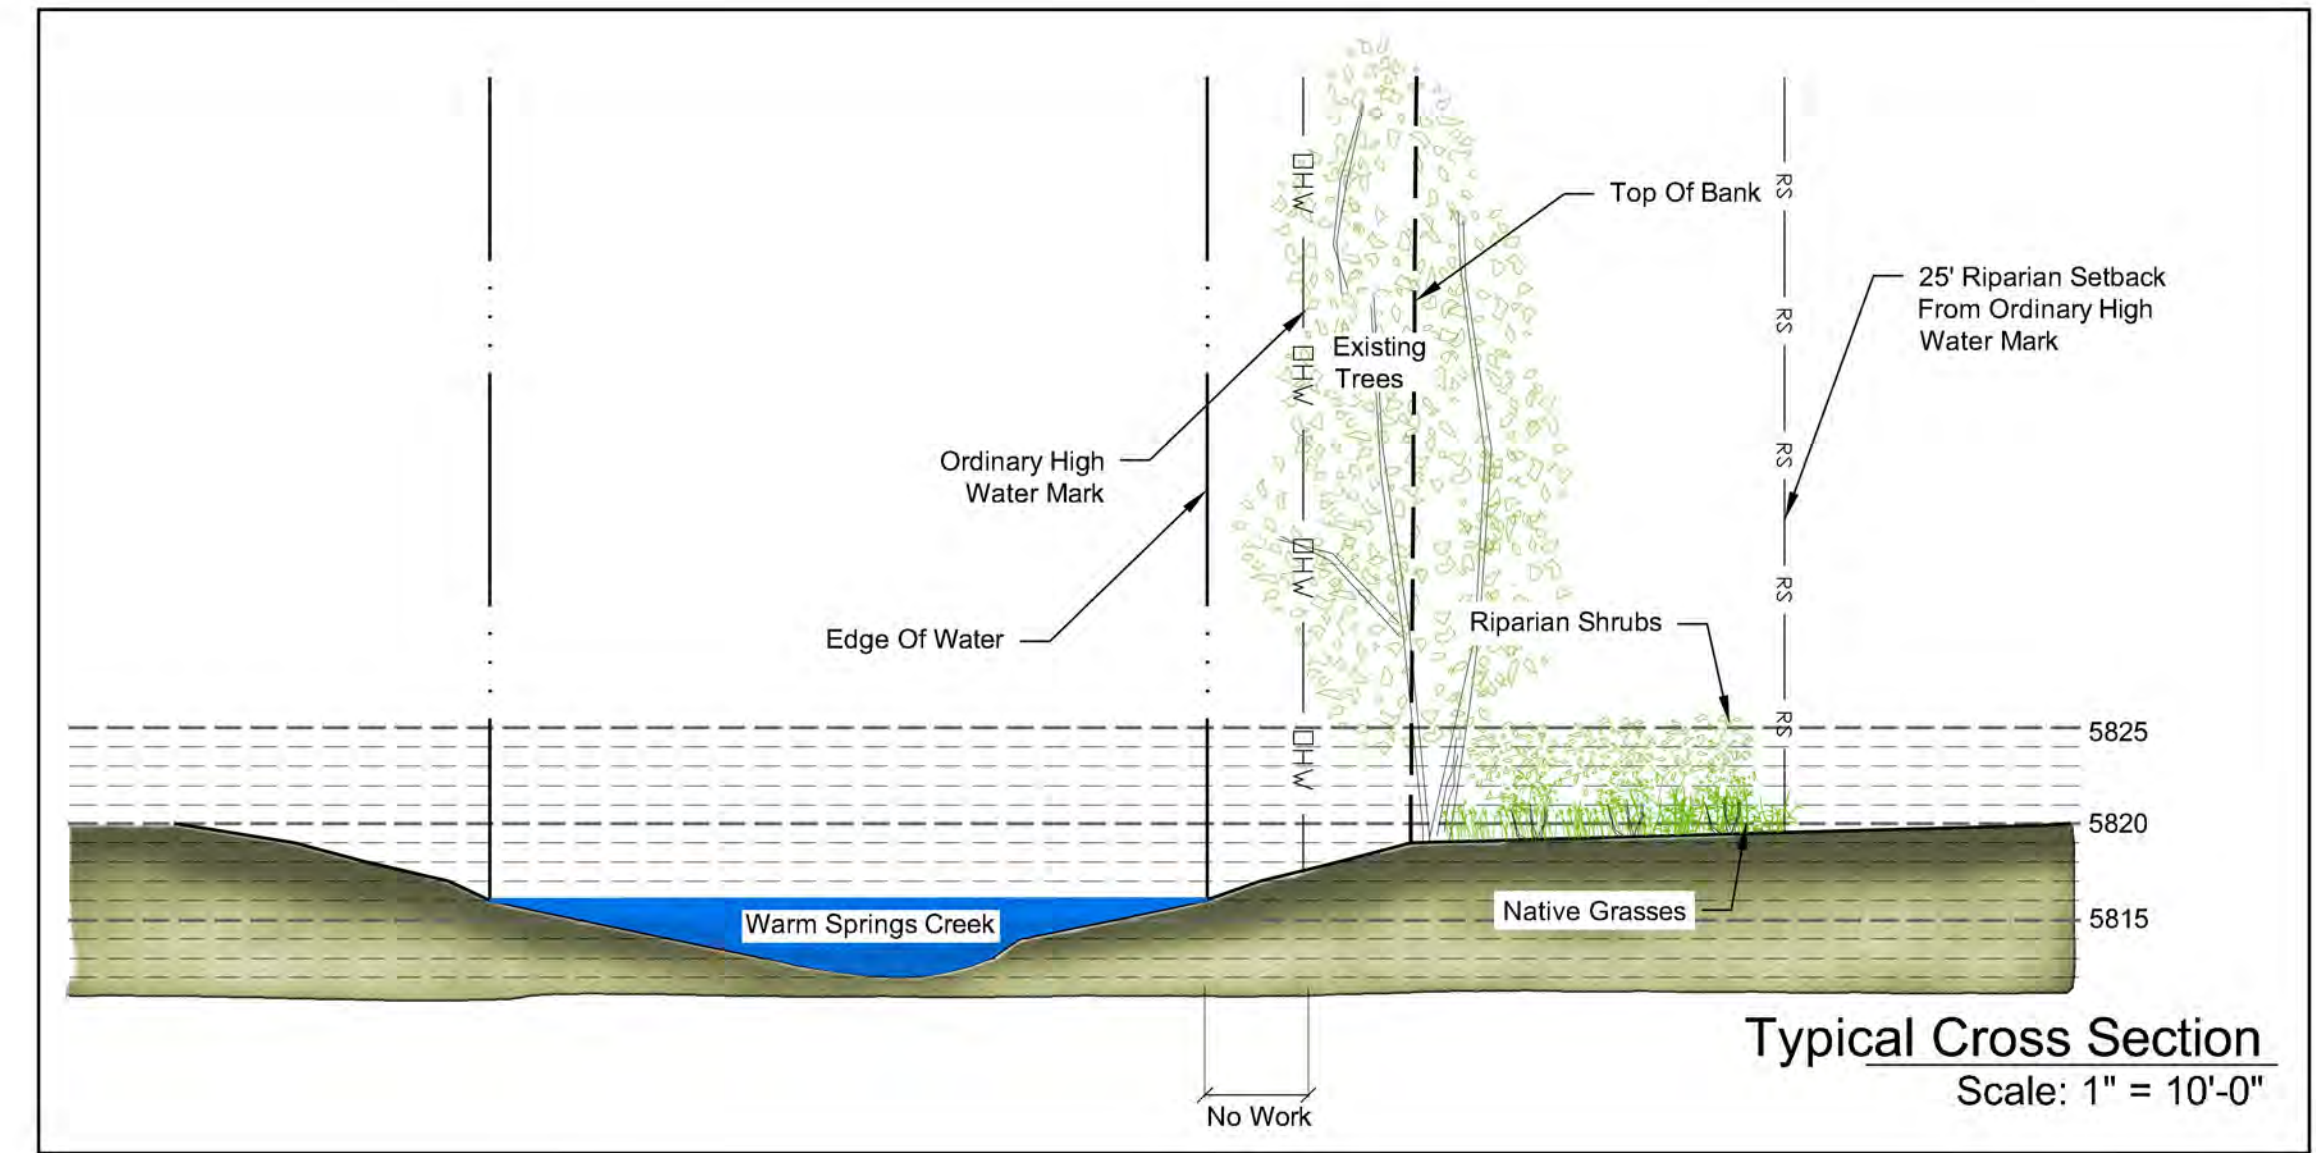 OHW
RS
Top Of Bank
25' Riparian Setback
From Ordinary High
Water Mark
RS
Existing
Trees
OHW
Ordinary High
Water Mark
RS
OHW
RS
Edge Of Water
Riparian Shrubs
RS
OHW
5825
5820
Warm Springs Creek
Native Grasses
5815
Typical Cross Section
Scale: 1" = 10'-0"
No Work